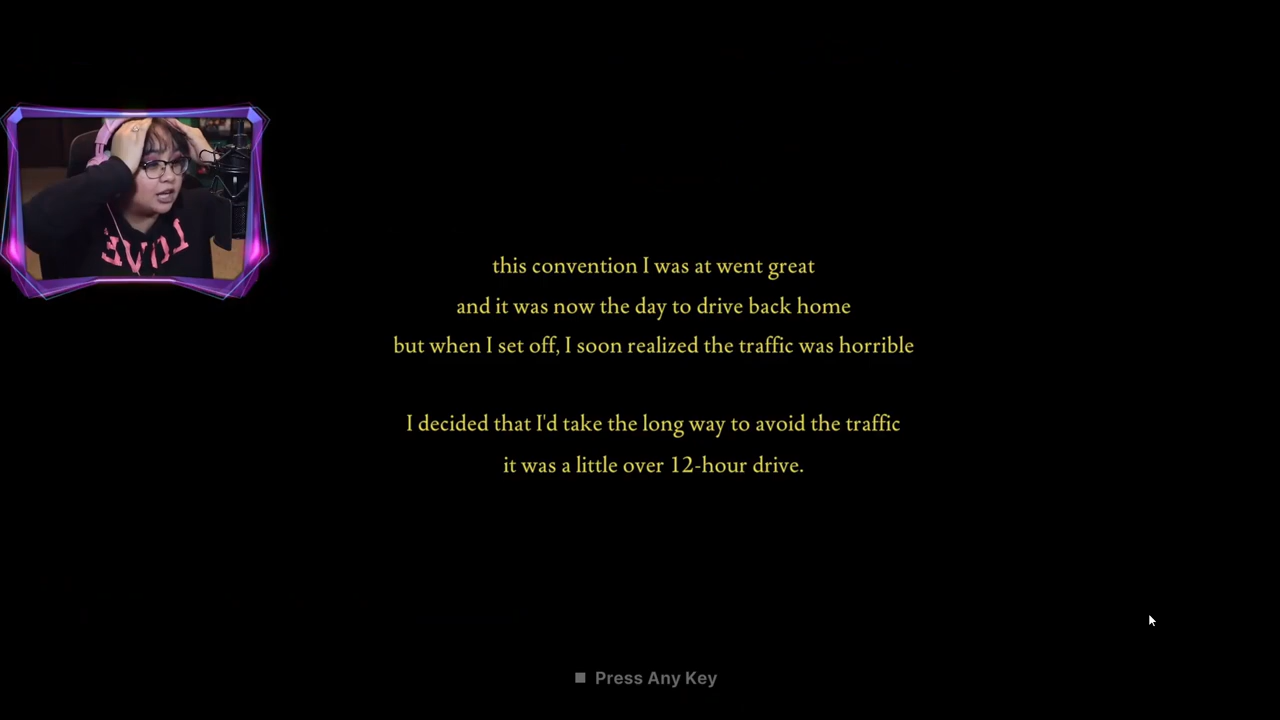 LOVE
this convention I was at went great
and it was now the day to drive back home
but when I set off, I soon realized the traffic was horrible
I decided that I'd take the long way to avoid the traffic
it was a little over 12-hour drive.
Press Any Key